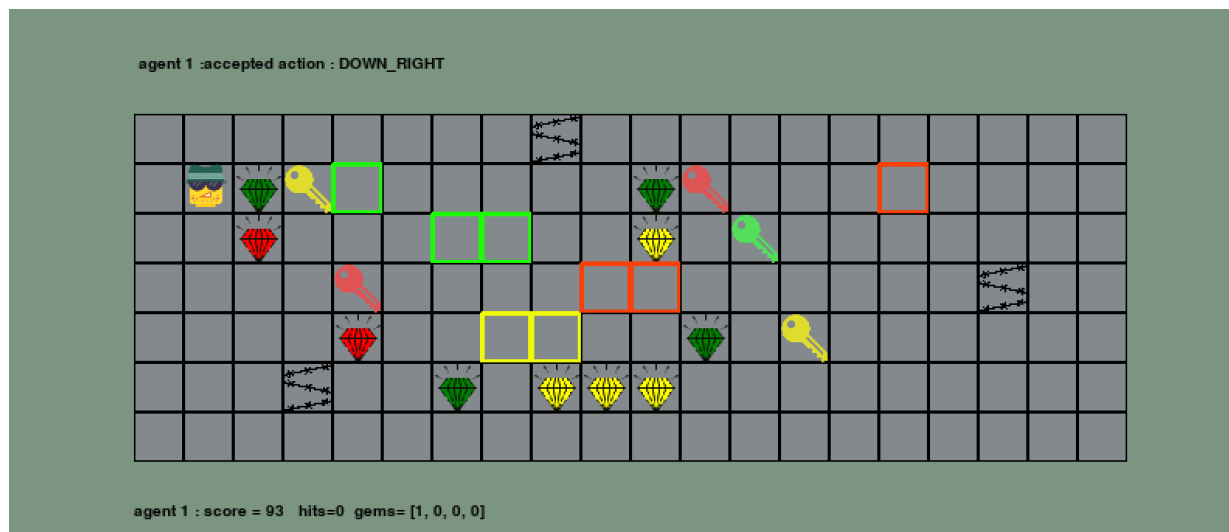 agent 1 :accepted action : DOWN_RIGHT
agent 1 : score = 93 hits=0 gems= [1, 0, 0, 0]